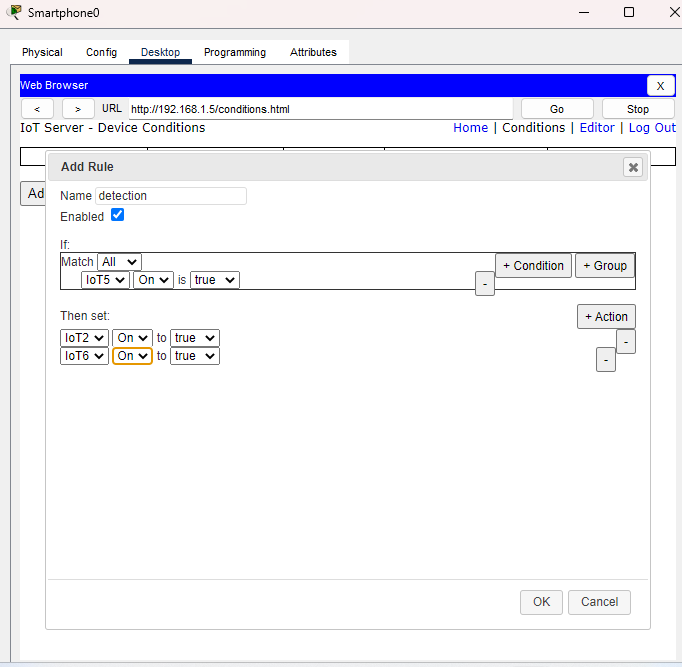 Smartphone0
Physical Config Desktop Programming Attributes
Web Browser X
< > URL http://192.168.1.5/conditions.html Go Stop
IoT Server - Device Conditions Home | Conditions | Editor | Log Out
Ad
Add Rule
Name detection
Enabled
If:
Match All + Condition + Group
IoT5 On is true -
Then set: + Action
IoT2 On to true -
IoT6 On to true -
OK Cancel